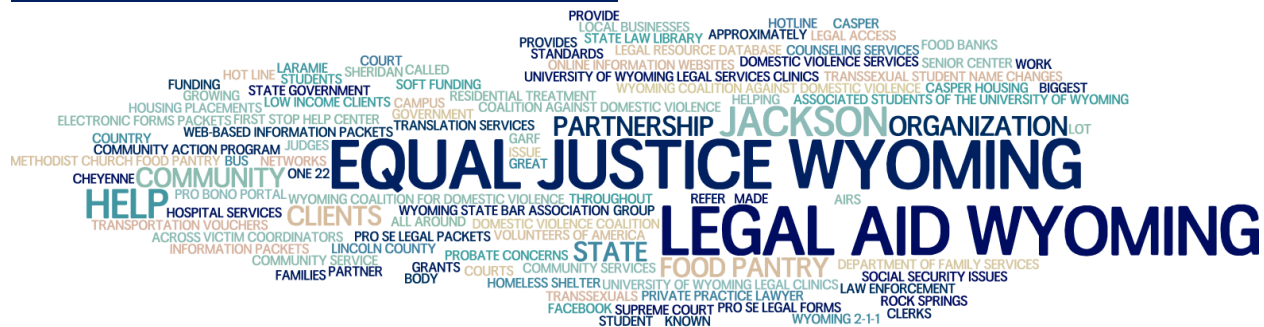 PROVIDE
LOCAL BUSINESSES
HOTLINE
CASPER
PROVIDES
STATE LAW LIBRARY
APPROXIMATELY
LEGAL ACCESS
STANDARDS
LEGAL RESOURCE DATABASE
COUNSELING SERVICES
FOOD BANKS
COURT
ONLINE INFORMATION WEBSITES
DOMESTIC VIOLENCE SERVICES
SENIOR CENTER
WORK
LARAMIE
SHERIDAN
CALLED
HOT LINE
STUDENTS
UNIVERSITY OF WYOMING LEGAL SERVICES CLINICS
TRANSSEXUAL STUDENT NAME CHANGES
FUNDING
STATE GOVERNMENT
SOFT FUNDING
WYOMING COALITION AGAINST DOMESTIC VIOLENCE
CASPER HOUSING
BIGGEST
GROWING
LOW INCOME CLIENTS
CAMPUS
RESIDENTIAL TREATMENT
HELPING
ASSOCIATED STUDENTS OF THE UNIVERSITY OF WYOMING
HOUSING PLACEMENTS
GOVERNMENT
COALITION AGAINST DOMESTIC VIOLENCE
ELECTRONIC FORMS PACKETS
FIRST STOP HELP CENTER
TRANSLATION SERVICES
PARTNERSHIP
JACKSON
ORGANIZATION
LOT
COUNTRY
WEB-BASED INFORMATION PACKETS
GARF
COMMUNITY ACTION PROGRAM
JUDGES
ISSUE
METHODIST CHURCH FOOD PANTRY
BUS
NETWORKS
GREAT
EQUAL JUSTICE WYOMING
CHEYENNE
COMMUNITY
ONE 22
HELP
PRO BONO PORTAL
WYOMING COALITION FOR DOMESTIC VIOLENCE
THROUGHOUT
REFER
MADE
AIRS
HOSPITAL SERVICES
CLIENTS
WYOMING STATE BAR ASSOCIATION
GROUP
LEGAL AID WYOMING
TRANSPORTATION VOUCHERS
ALL AROUND
DOMESTIC VIOLENCE COALITION
ACROSS
VICTIM COORDINATORS
PRO SE LEGAL PACKETS
VOLUNTEERS OF AMERICA
INFORMATION PACKETS
LINCOLN COUNTY
PROBATE CONCERNS
STATE
COMMUNITY SERVICE
FAMILIES
PARTNER
GRANTS
COURTS
COMMUNITY SERVICES
FOOD PANTRY
DEPARTMENT OF FAMILY SERVICES
BODY
SOCIAL SECURITY ISSUES
HOMELESS SHELTER
UNIVERSITY OF WYOMING LEGAL CLINICS
LAW ENFORCEMENT
TRANSSEXUALS
PRIVATE PRACTICE LAWYER
ROCK SPRINGS
FACEBOOK
SUPREME COURT
PRO SE LEGAL FORMS
CLERKS
STUDENT
KNOWN
WYOMING 2-1-1